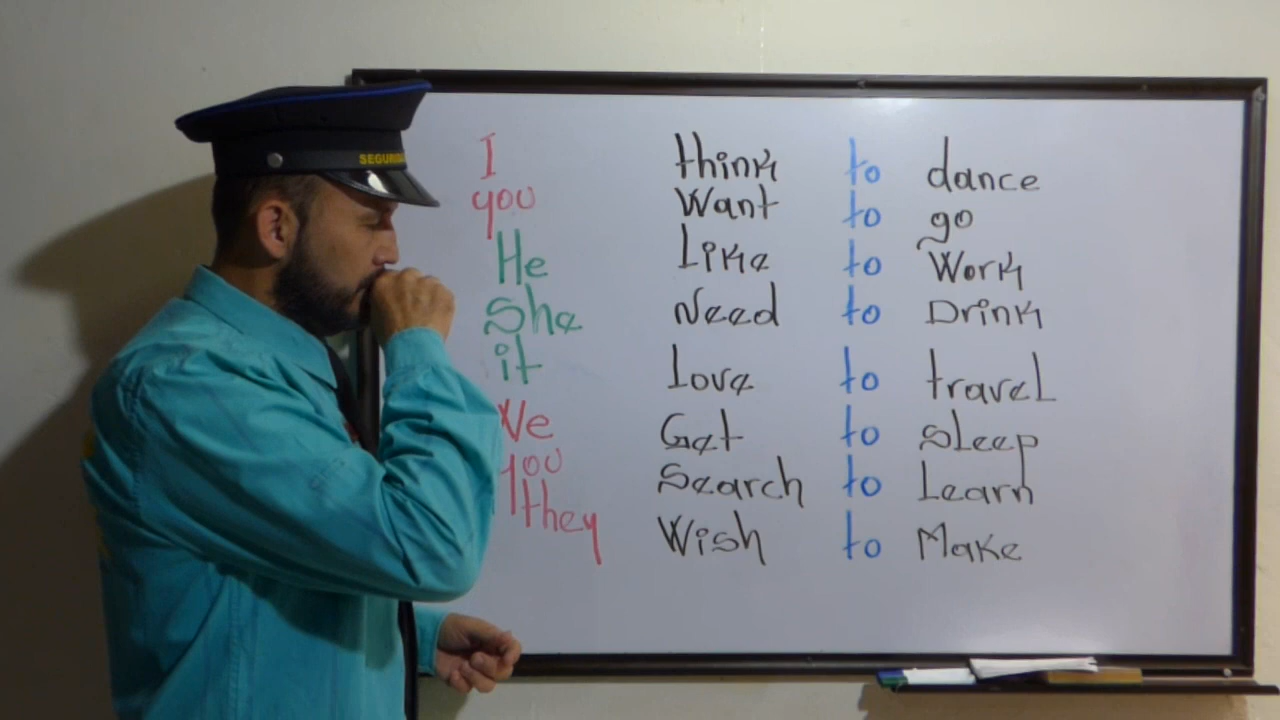 SEGURIDA
I think to dance
you Want to go
He Like to Work
She Need to Drink
it Love to travel
We Get to Sleep
you Search to Learn
they Wish to Make